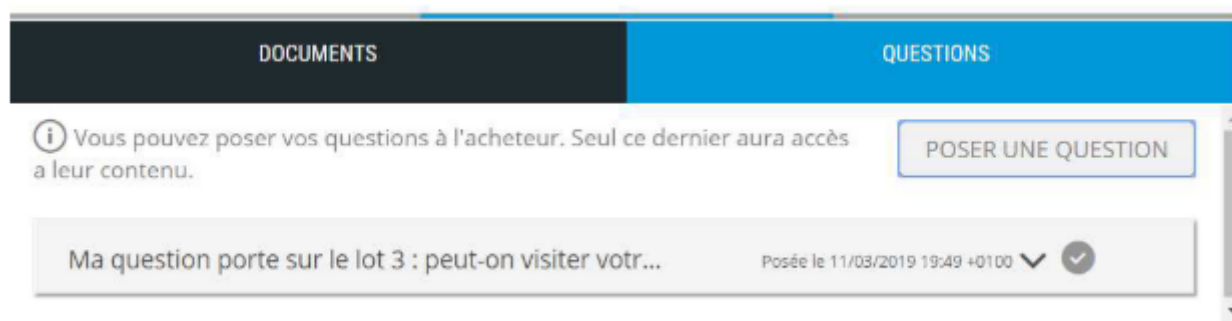 DOCUMENTS
QUESTIONS
Vous pouvez poser vos questions à l'acheteur. Seul ce dernier aura accès
a leur contenu.
POSER UNE QUESTION
Ma question porte sur le lot 3 : peut-on visiter votr...
Posée le 11/03/2019 19:49 +0100